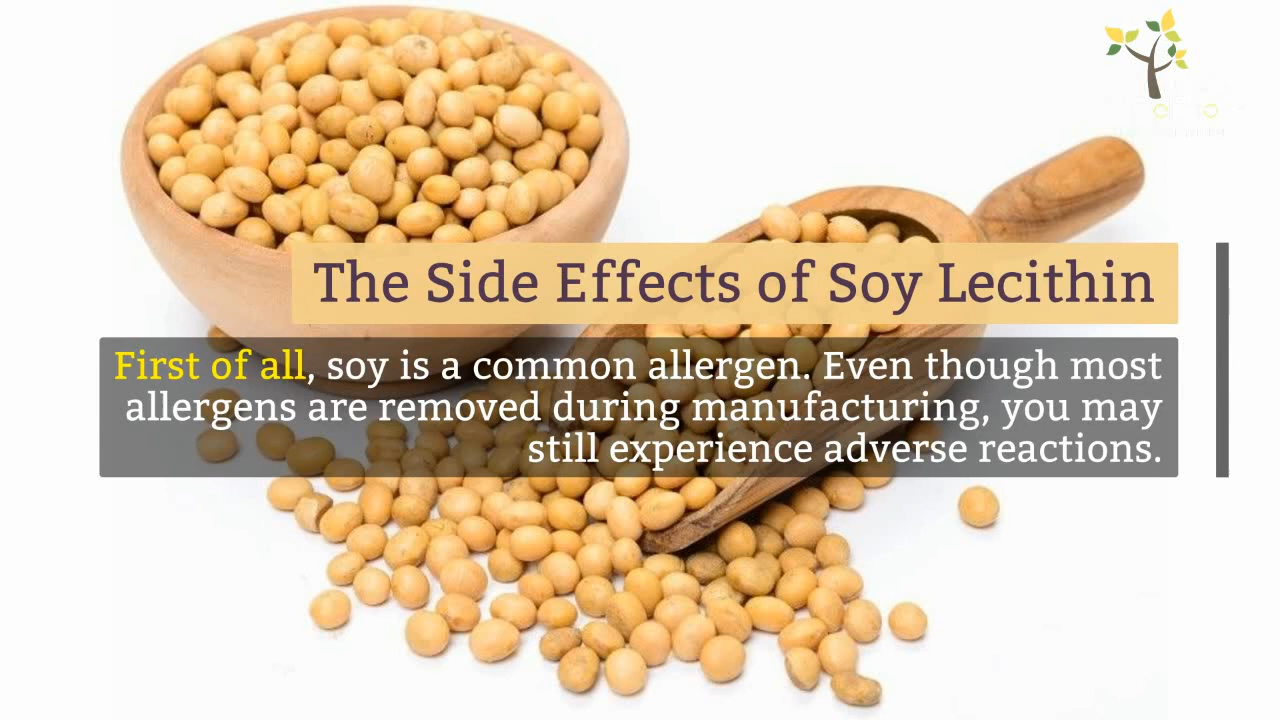 The Side Effects of Soy Lecithin
First of all, soy is a common allergen. Even though most
allergens are removed during manufacturing, you may
still experience adverse reactions.